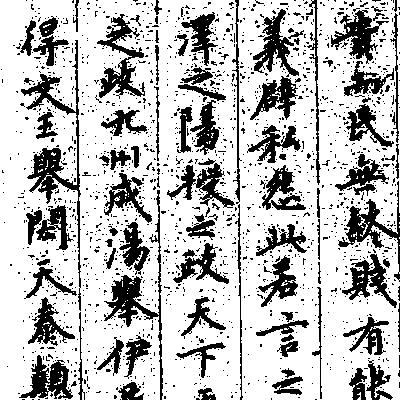 貴而民無終賤有能
義辟私怨此若言之
澤之陽授之政天下
之政九州成湯舉伊
得文王舉閎夭泰顛